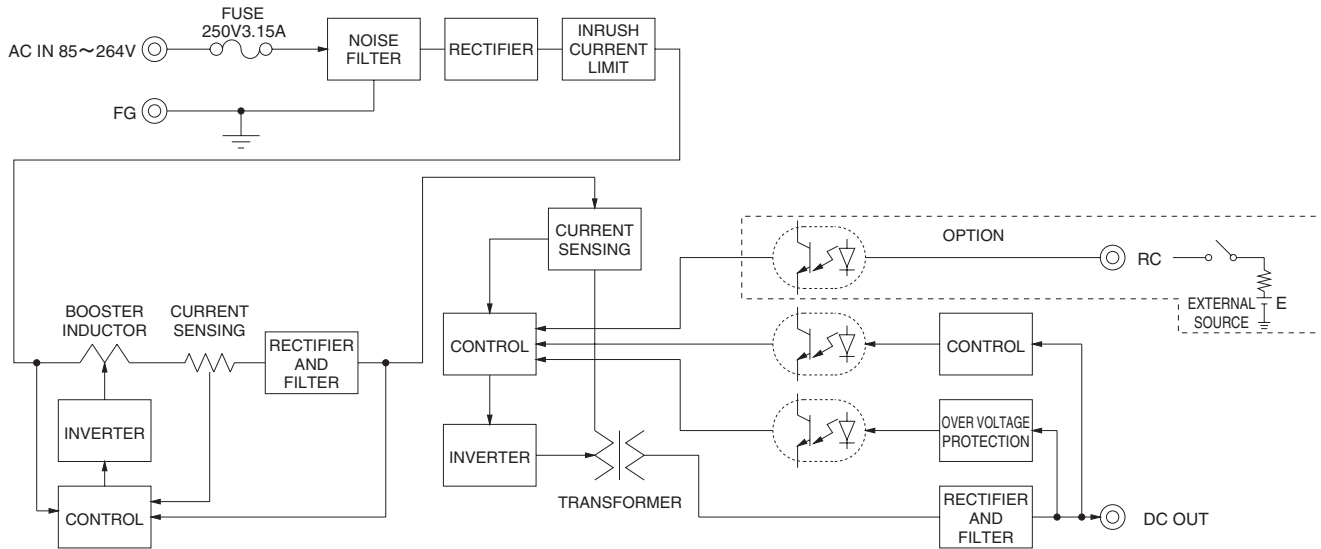 FUSE
250V3.15A
AC IN 85～264V
NOISE
FILTER
RECTIFIER
INRUSH
CURRENT
LIMIT
FG
CURRENT
SENSING
OPTION
RC
EXTERNAL
SOURCE
E
BOOSTER
INDUCTOR
CURRENT
SENSING
RECTIFIER
AND
FILTER
CONTROL
CONTROL
INVERTER
INVERTER
OVER VOLTAGE
PROTECTION
CONTROL
TRANSFORMER
RECTIFIER
AND
FILTER
DC OUT